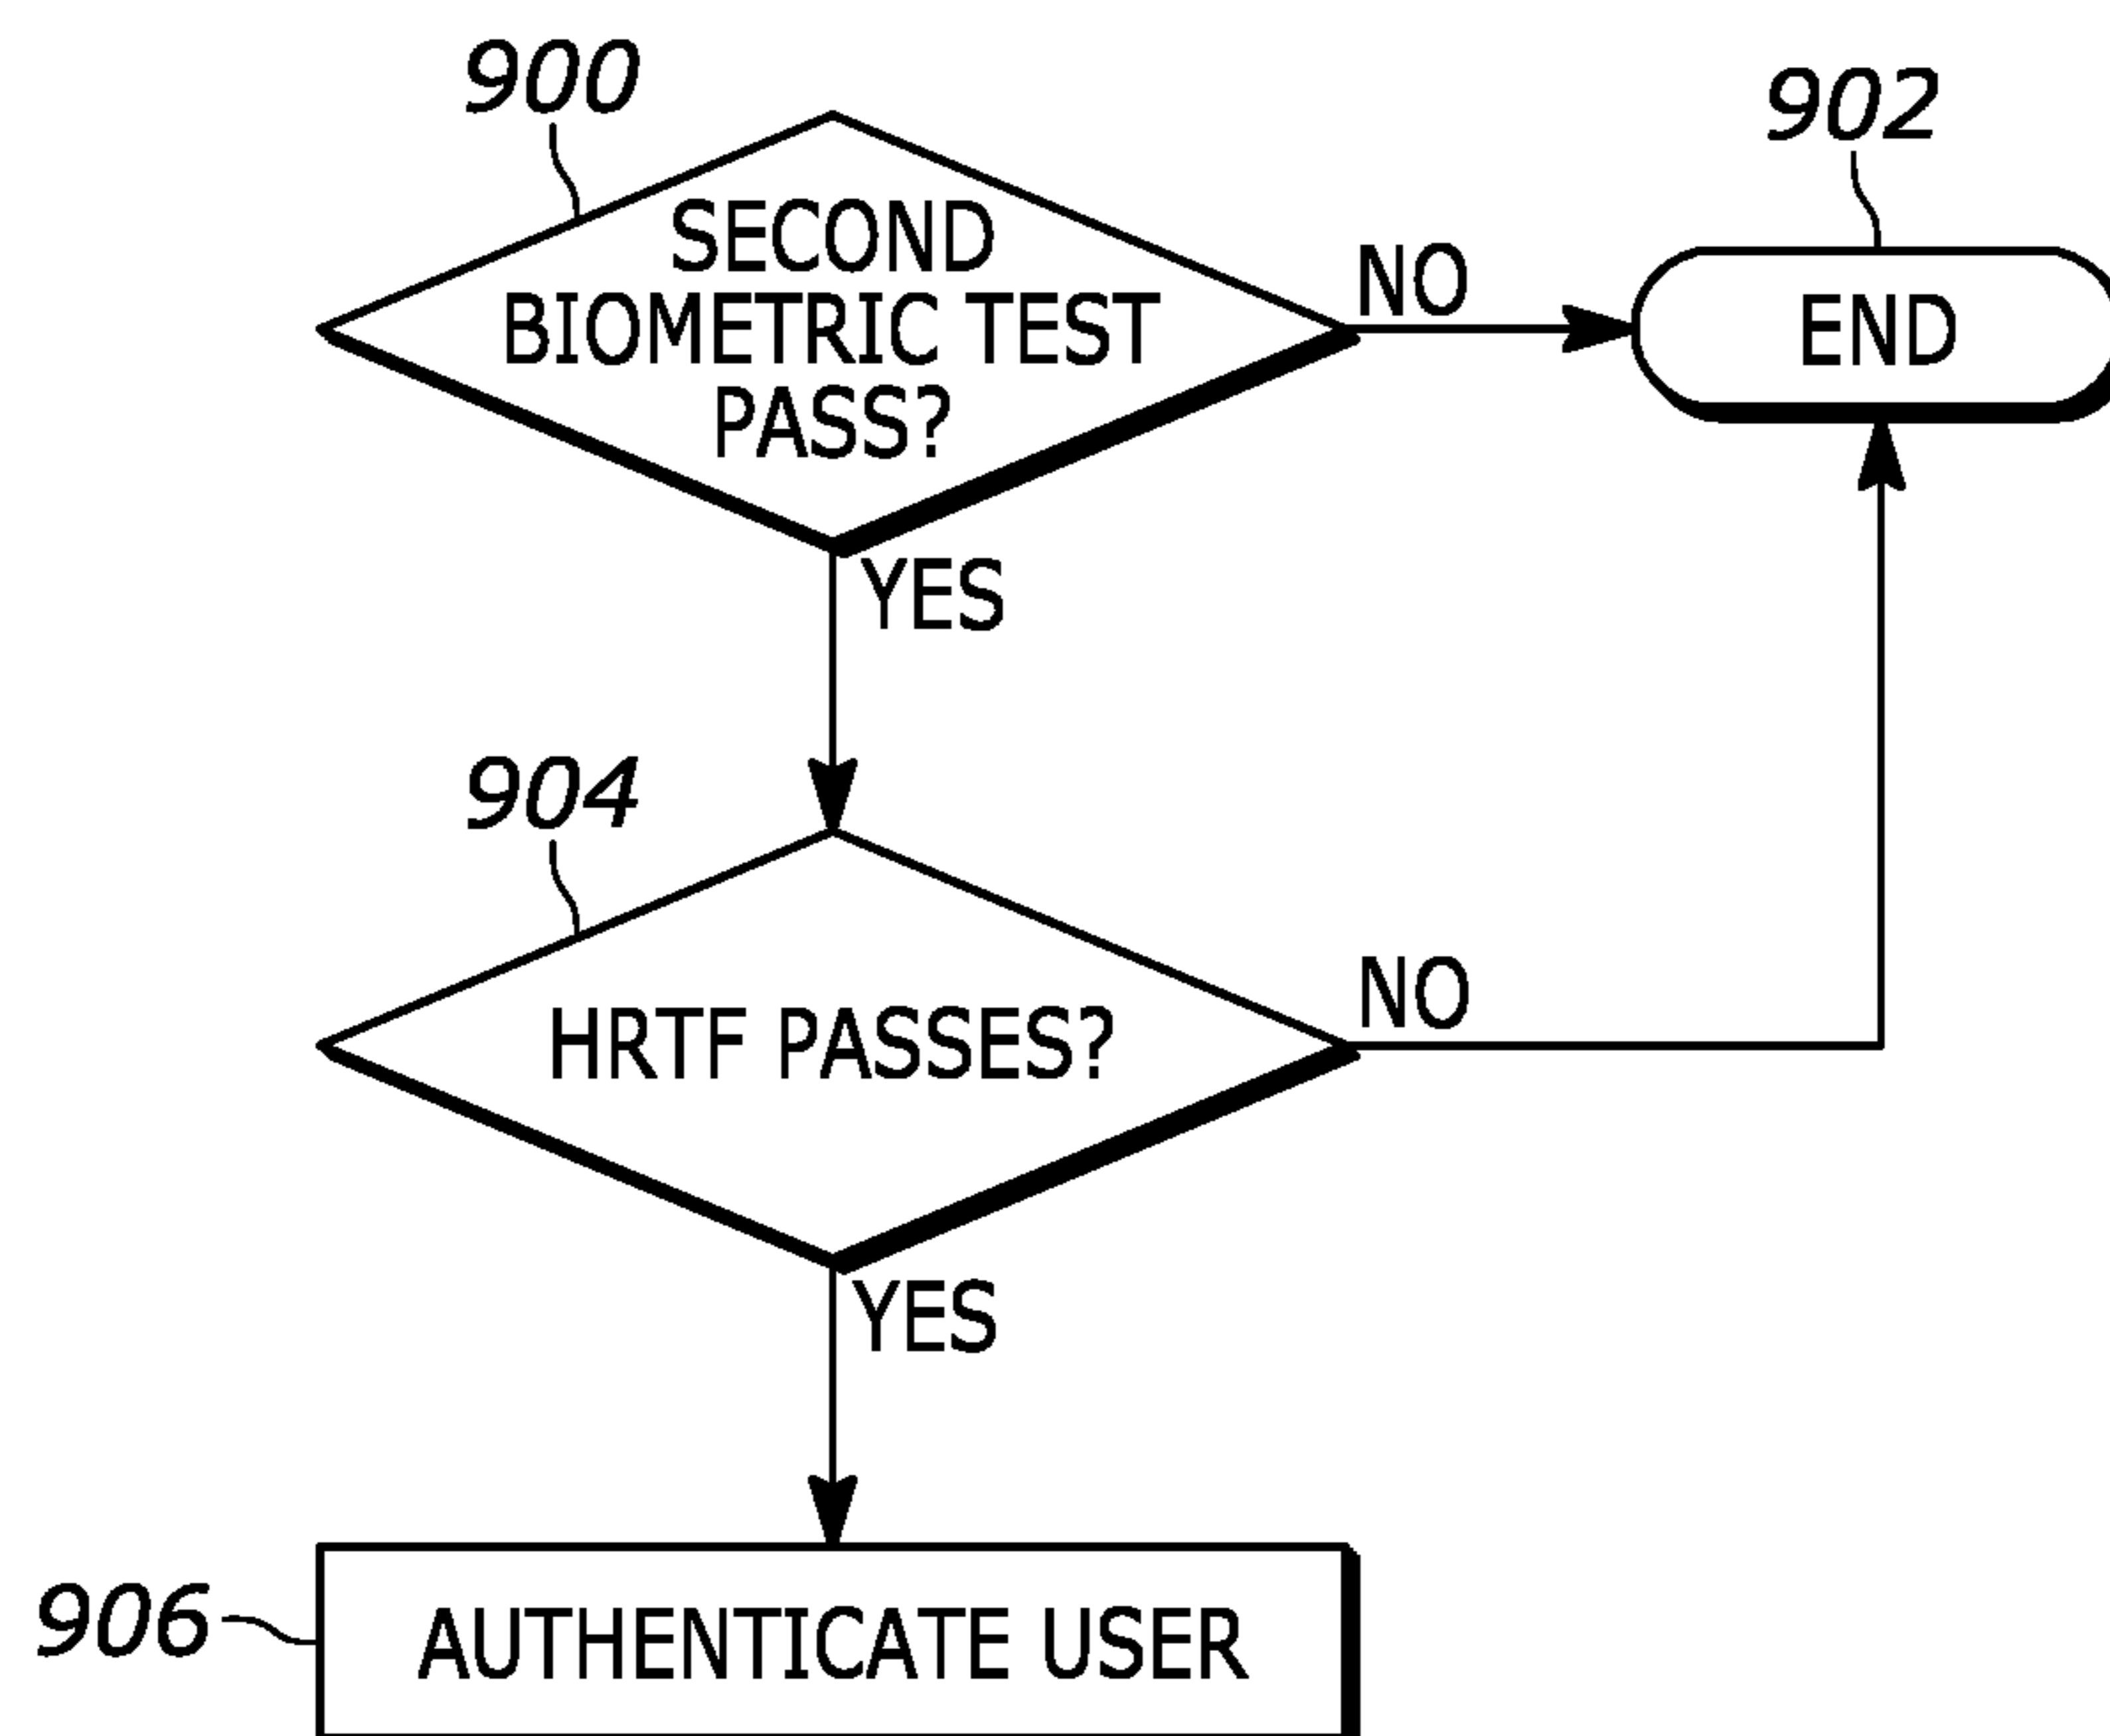 900
902
SECOND
BIOMETRIC TEST
PASS?
NO
END
YES
904
HRTF PASSES?
NO
YES
906
AUTHENTICATE USER